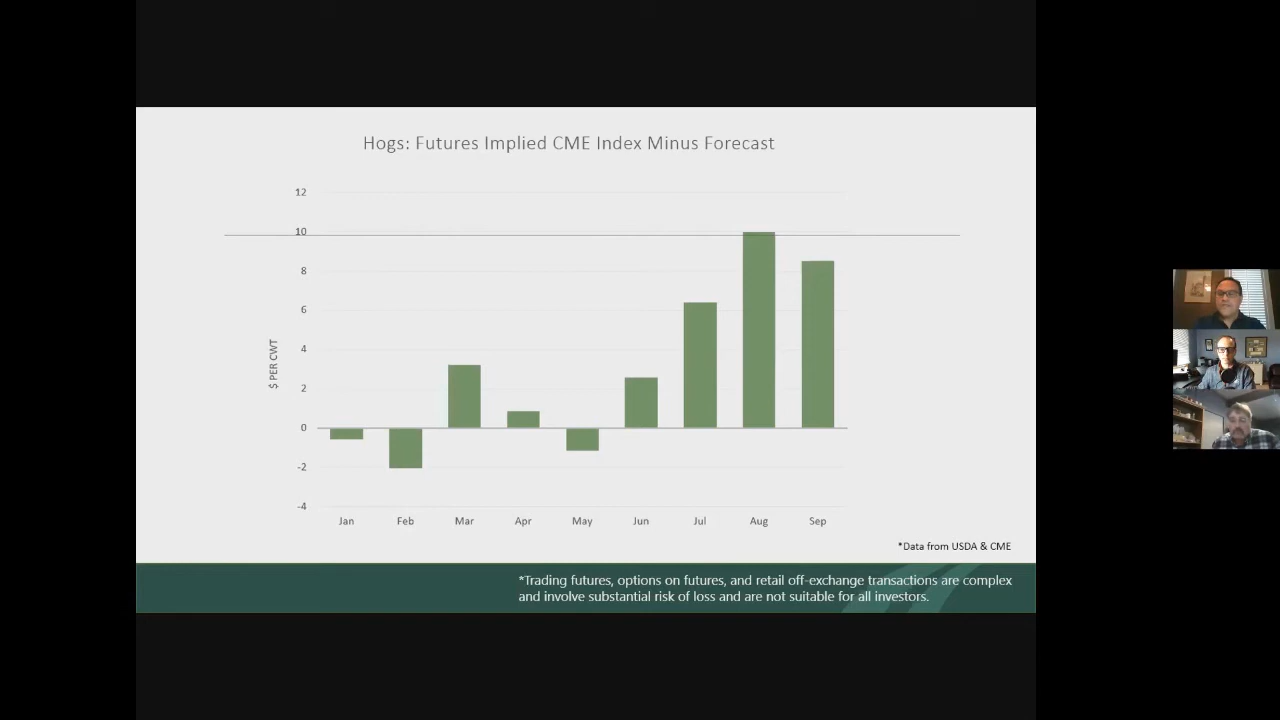 Hogs: Futures Implied CME Index Minus Forecast
12
10
8
6
4
2
0
-2
-4
$ PER CWT
Jan Feb Mar Apr May Jun Jul Aug Sep
*Data from USDA & CME
*Trading futures, options on futures, and retail off-exchange transactions are complex
and involve substantial risk of loss and are not suitable for all investors.